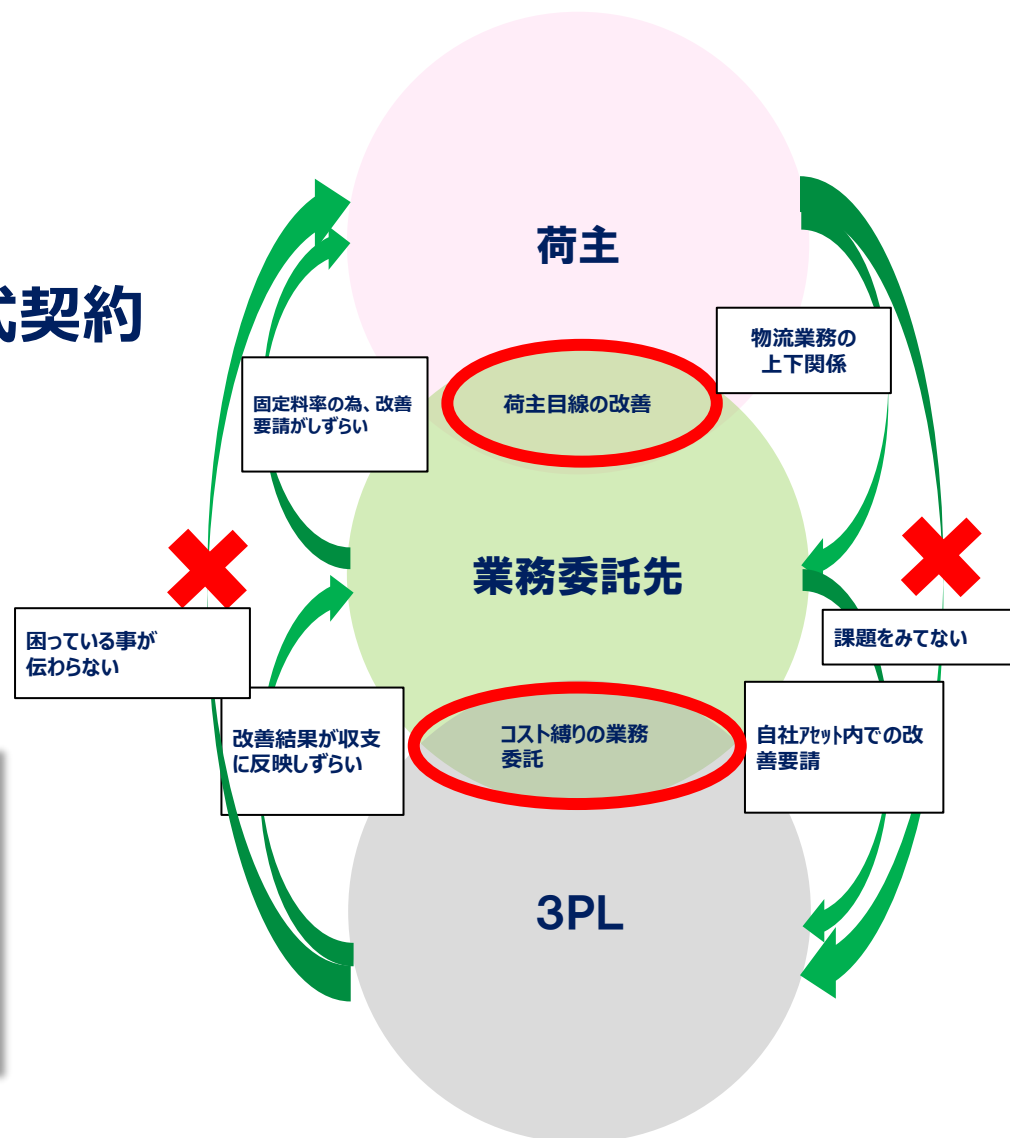 荷主
式契約
物流業務の
上下関係
固定料率の為、改善
要請がしずらい
荷主目線の改善
業務委託先
困っている事が
伝わらない
課題をみてない
改善結果が収支
に反映しずらい
コスト縛りの業務
委託
自社ｱｾｯﾄ内での改
善要請
3PL